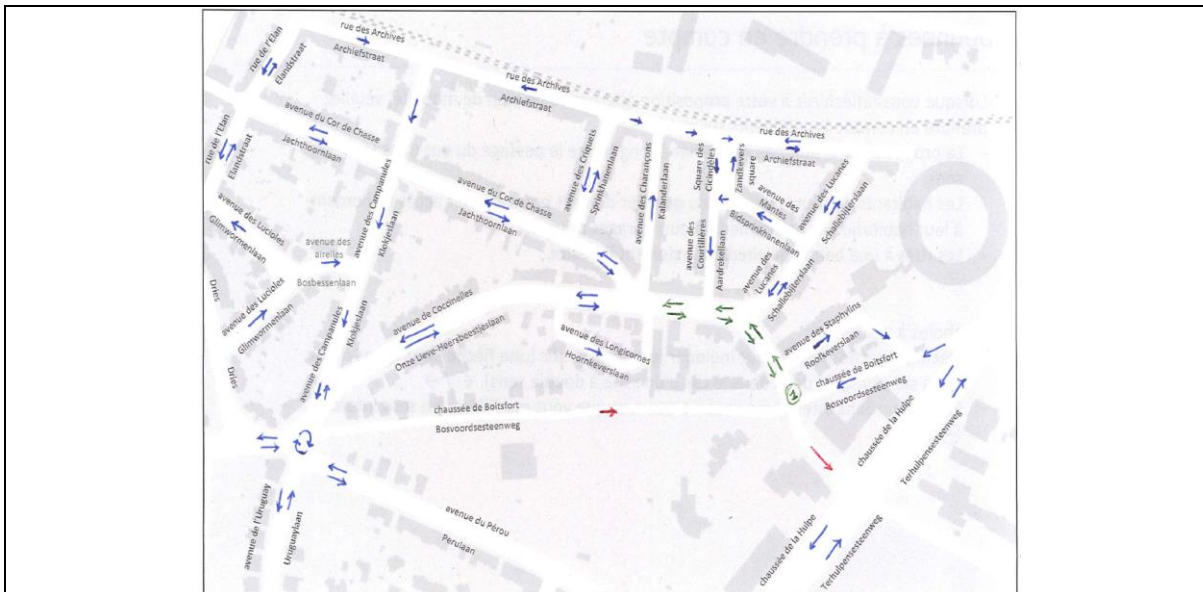 rue des Archives
Archiefstraat
rue de l'Elan
Elandstraat
rue des Archives
Archiefstraat
rue des Archives
Archiefstraat
avenue du Cor de Chasse
Jachthoornlaan
rue de l'Elan
Elandstraat
avenue des Campanules
Klokjeslaan
avenue du Cor de Chasse
Jachthoornlaan
avenue des Criquets
Sprinkhanenlaan
avenue des Charançons
Kalanderlaan
Square des
Cicindèles
Zandkevers
square
avenue des
Mantes
Bidsprinkhanenlaan
avenue des Lucanes
Schallebijterslaan
avenue des
Courtillières
Aardrekellaan
avenue des
Lucanes
Schallebijterslaan
avenue des Lucioles
Glimwormenlaan
avenue des
airelles
Bosbessenlaan
Dries
avenue des Lucioles
Glimwormenlaan
Dries
avenue des Campanules
Klokjeslaan
avenue de Coccinelles
Onze Lieve-Heersbeestjeslaan
avenue des Longicornes
Hoornkeverslaan
avenue des Staphylins
Roofkeverslaan
chaussée de Boitsfort
Bosvoordsesteenweg
1
chaussée de Boitsfort
Bosvoordsesteenweg
chaussée de la Hulpe
Terhulpensesteenweg
avenue de l'Uruguay
Uruguaylaan
avenue du Pérou
Perulaan
chaussée de la Hulpe
Terhulpensesteenweg